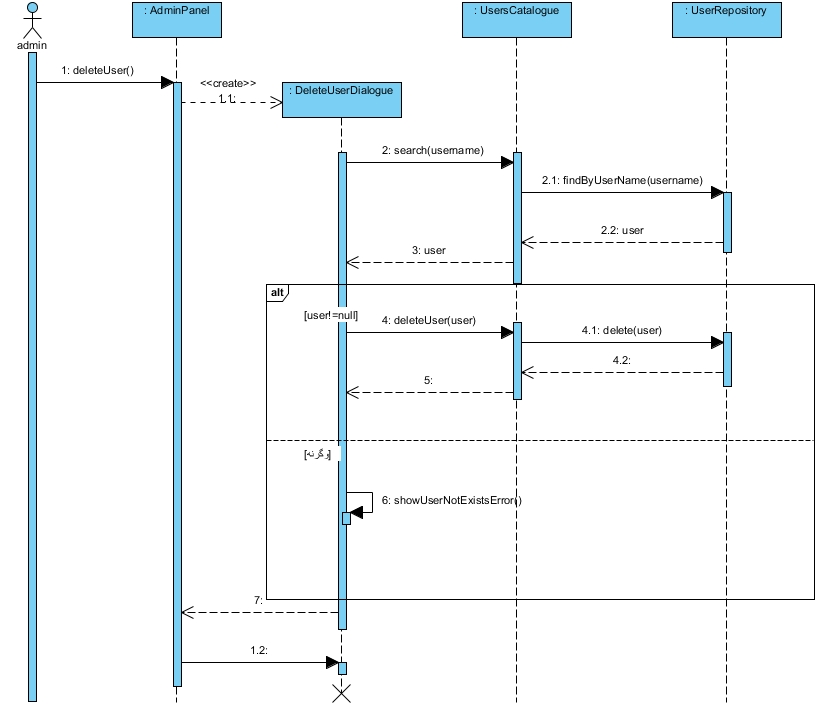 : AdminPanel
: UsersCatalogue
: UserRepository
admin
1: deleteUser()
<<create>>
1.1:
: DeleteUserDialogue
2: search(username)
2.1: findByUserName(username)
2.2: user
3: user
alt
[user!=null]
4: deleteUser(user)
4.1: delete(user)
4.2:
5:
[وگرنه]
6: showUserNotExistsError()
7:
1.2: